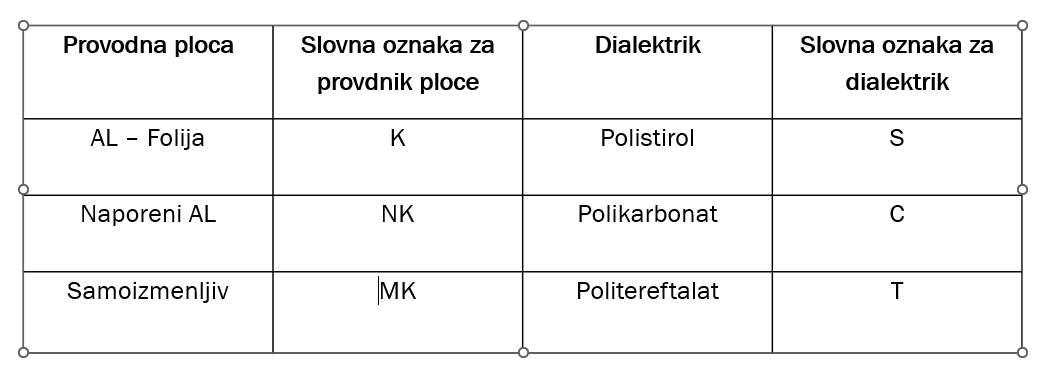 Provodna ploca
Slovna oznaka za
provdnik ploce
Dialektrik
Slovna oznaka za
dialektrik
AL – Folija
K
Polistirol
S
Naporeni AL
NK
Polikarbonat
C
Samoizmenljiv
MK
Politereftalat
T